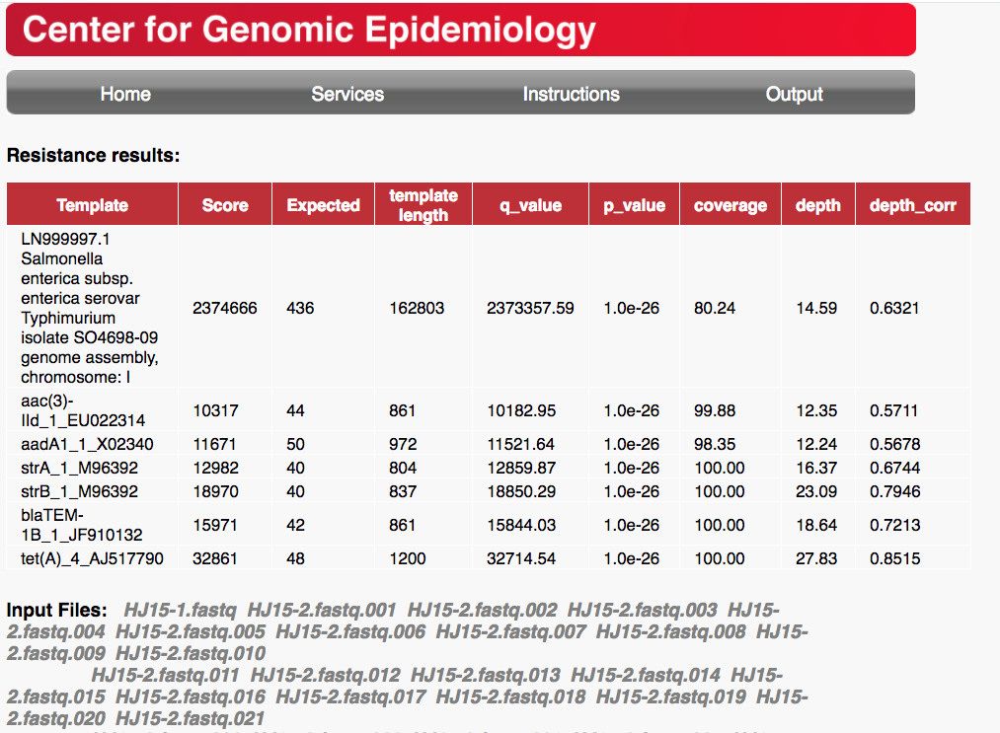 Center for Genomic Epidemiology
Home Services Instructions Output
Resistance results:
Template Score Expected template length q_value p_value coverage depth depth_corr
LN999997.1
Salmonella
enterica subsp.
enterica serovar
Typhimurium
isolate SO4698-09
genome assembly,
chromosome: I
2374666 436 162803 2373357.59 1.0e-26 80.24 14.59 0.6321
aac(3)-
IId_1_EU022314
10317 44 861 10182.95 1.0e-26 99.88 12.35 0.5711
aadA1_1_X02340 11671 50 972 11521.64 1.0e-26 98.35 12.24 0.5678
strA_1_M96392 12982 40 804 12859.87 1.0e-26 100.00 16.37 0.6744
strB_1_M96392 18970 40 837 18850.29 1.0e-26 100.00 23.09 0.7946
blaTEM-
1B_1_JF910132
15971 42 861 15844.03 1.0e-26 100.00 18.64 0.7213
tet(A)_4_AJ517790 32861 48 1200 32714.54 1.0e-26 100.00 27.83 0.8515
Input Files: HJ15-1.fastq HJ15-2.fastq.001 HJ15-2.fastq.002 HJ15-2.fastq.003 HJ15-
2.fastq.004 HJ15-2.fastq.005 HJ15-2.fastq.006 HJ15-2.fastq.007 HJ15-2.fastq.008 HJ15-
2.fastq.009 HJ15-2.fastq.010
HJ15-2.fastq.011 HJ15-2.fastq.012 HJ15-2.fastq.013 HJ15-2.fastq.014 HJ15-
2.fastq.015 HJ15-2.fastq.016 HJ15-2.fastq.017 HJ15-2.fastq.018 HJ15-2.fastq.019 HJ15-
2.fastq.020 HJ15-2.fastq.021